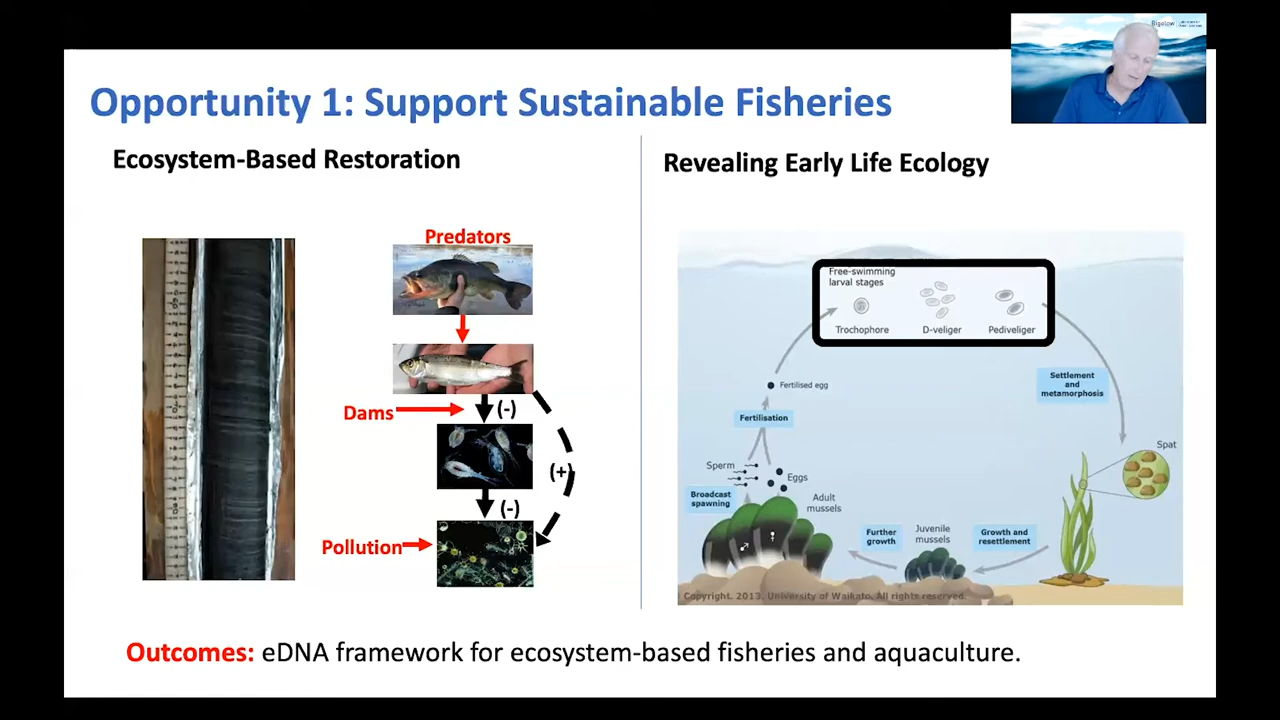 Bigelow
Opportunity 1: Support Sustainable Fisheries
Ecosystem-Based Restoration
Predators
Dams
(-)
(+)
(-)
Pollution
Revealing Early Life Ecology
Free-swimming
larval stages
Trochophore
D-veliger
Pediveliger
Settlement
and
metamorphosis
Fertilised egg
Fertilisation
Spat
Sperm
Eggs
Broadcast
spawning
Adult
mussels
Further
growth
Juvenile
mussels
Growth and
resettlement
Copyright. 2013. University of Waikato. All rights reserved.
Outcomes: eDNA framework for ecosystem-based fisheries and aquaculture.